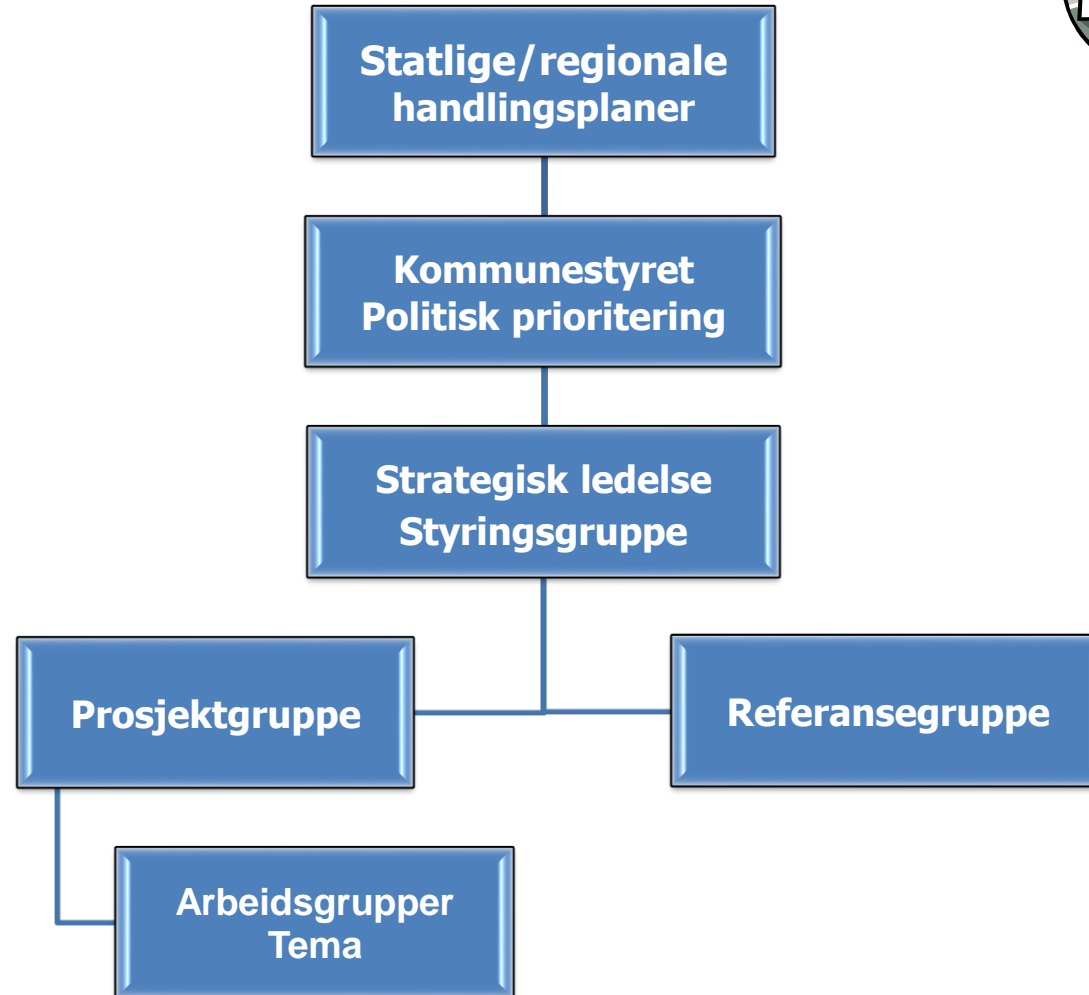 Statlige/regionale
handlingsplaner
Kommunestyret
Politisk prioritering
Strategisk ledelse
Styringsgruppe
Prosjektgruppe
Referansegruppe
Arbeidsgrupper
Tema